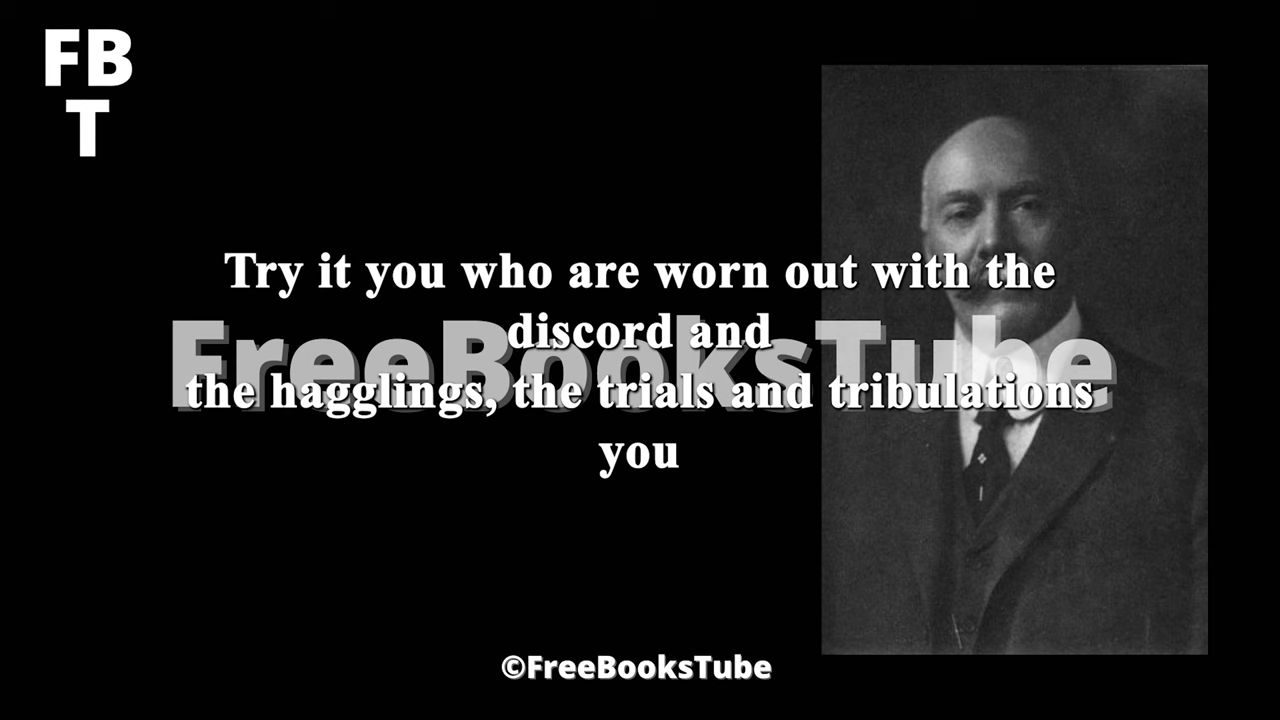 FB
T
Try it you who are worn out with the
discord and
FreeBooksTube
the hagglings, the trials and tribulations
you
©FreeBooksTube